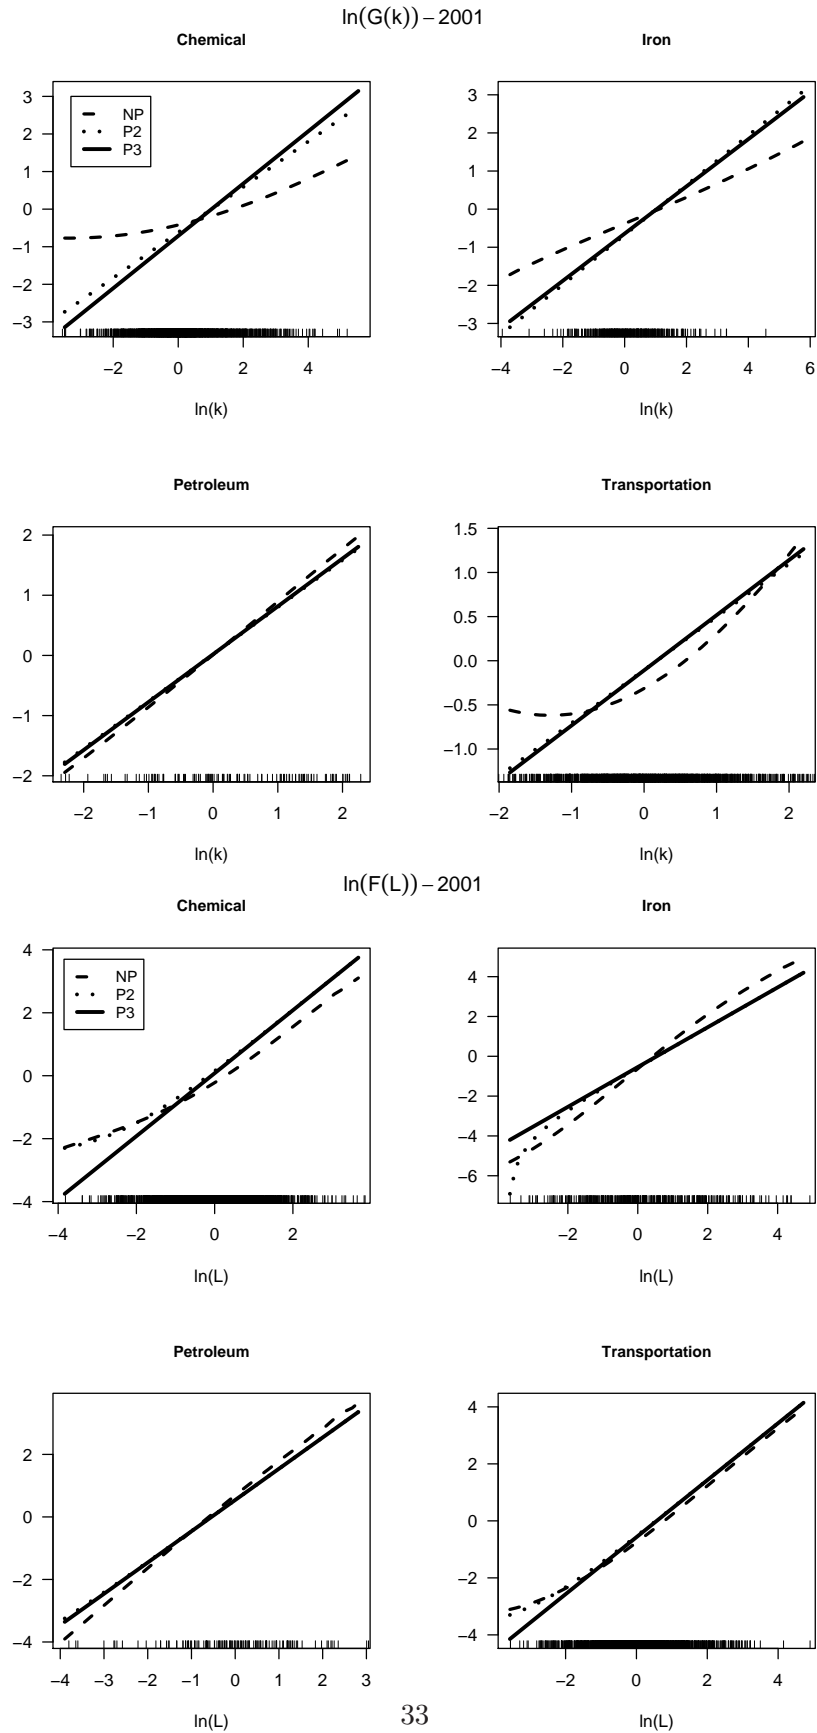 ln(G(k)) – 2001
Chemical
Iron
NP
P2
P3
3
2
1
0
−1
−2
−3
−2 0 2 4
ln(k)
3
2
1
0
−1
−2
−3
−4 −2 0 2 4 6
ln(k)
Petroleum
Transportation
2
1
0
−1
−2
−2 −1 0 1 2
ln(k)
1.5
1.0
0.5
0.0
−0.5
−1.0
−2 −1 0 1 2
ln(k)
ln(F(L)) – 2001
Chemical
Iron
NP
P2
P3
4
2
0
−2
−4
−4 −2 0 2
ln(L)
4
2
0
−2
−4
−6
−2 0 2 4
ln(L)
Petroleum
Transportation
2
0
−2
−4
−4 −3 −2 −1 0 1 2 3
ln(L)
4
2
0
−2
−4
−2 0 2 4
ln(L)
33